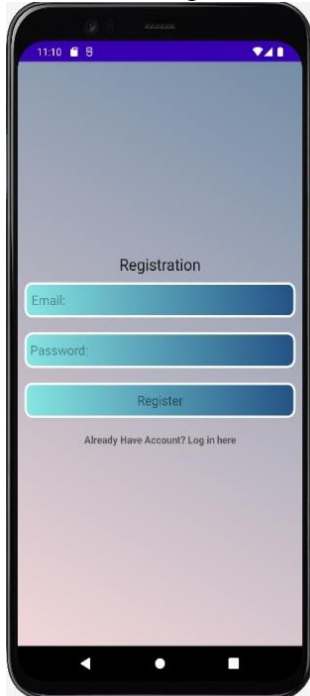 11:10
Registration
Email:
Password:
Register
Already Have Account? Log in here